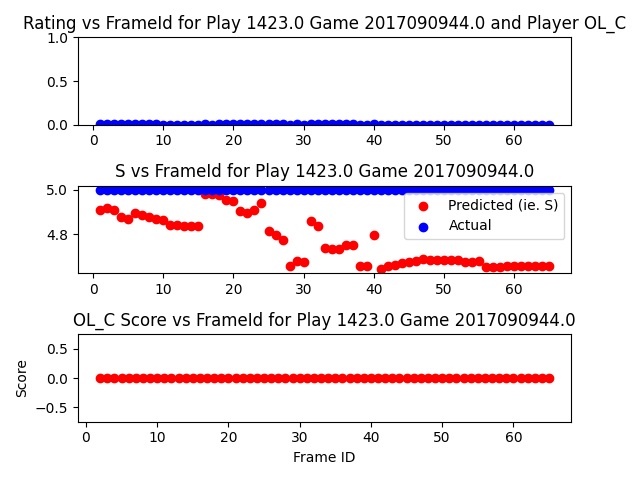 Rating vs FrameId for Play 1423.0 Game 2017090944.0 and Player OL_C
1.0
0.5
0.0
0 10 20 30 40 50 60
S vs FrameId for Play 1423.0 Game 2017090944.0
5.0
4.8
Predicted (ie. S)
Actual
0 10 20 30 40 50 60
OL_C Score vs FrameId for Play 1423.0 Game 2017090944.0
Score
0.5
0.0
−0.5
0 10 20 30 40 50 60
Frame ID